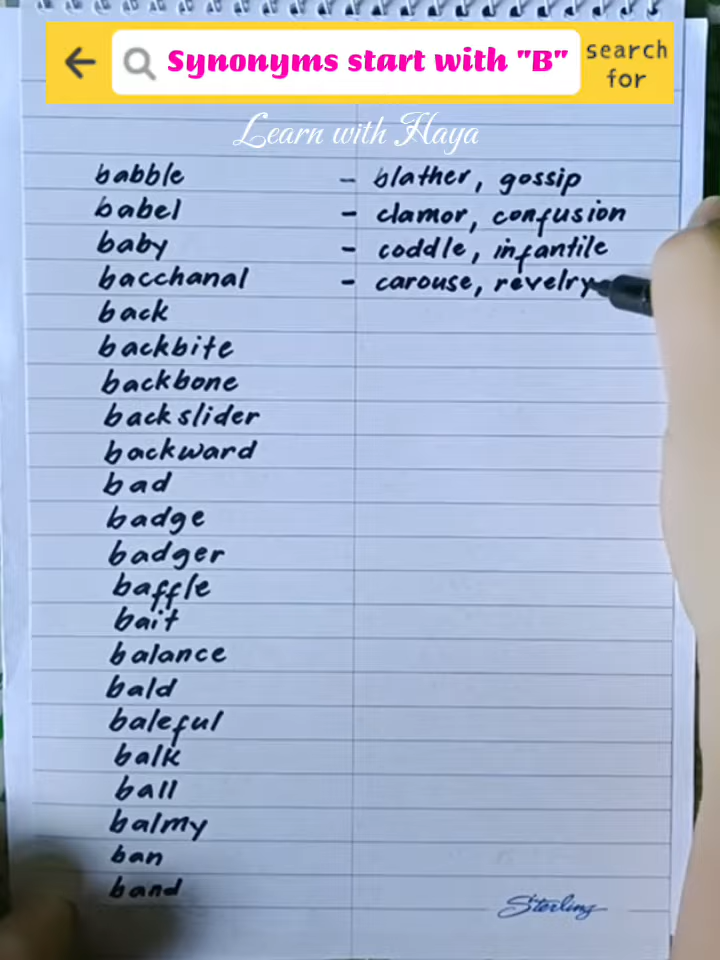 Synonyms start with "B"
search for
Learn with Haya
babble - blather, gossip
babel - clamor, confusion
baby - coddle, infantile
bacchanal - carouse, revelry
back
backbite
backbone
backslider
backward
bad
badge
badger
baffle
bait
balance
bald
baleful
balk
ball
balmy
ban
band
Sterling